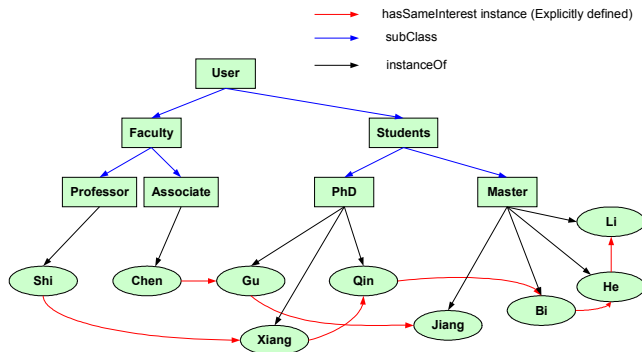 hasSameInterest instance (Explicitly defined)
subClass
instanceOf
User
Faculty
Students
Professor
Associate
PhD
Master
Li
Shi
Chen
Gu
Qin
He
Bi
Xiang
Jiang